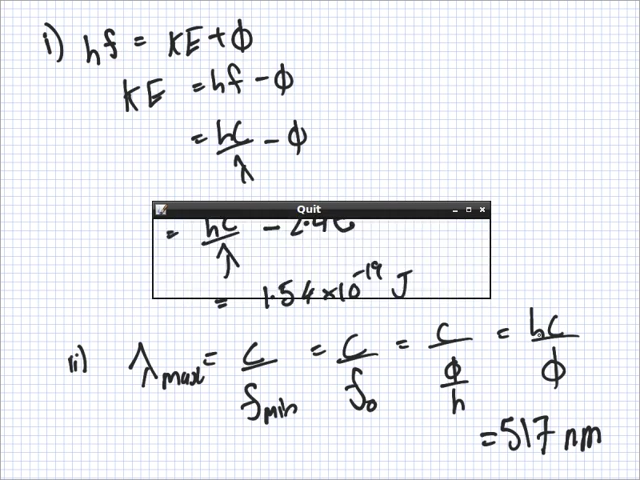 i) hf = KE + ϕ
KE = hf - ϕ
= hc/λ - ϕ
Quit
= hc/λ - 2.4e
= 1.54 × 10^-19 J
ii) λmax = c/fmin = c/f0 = c/(ϕ/h) = hc/ϕ
= 517 nm